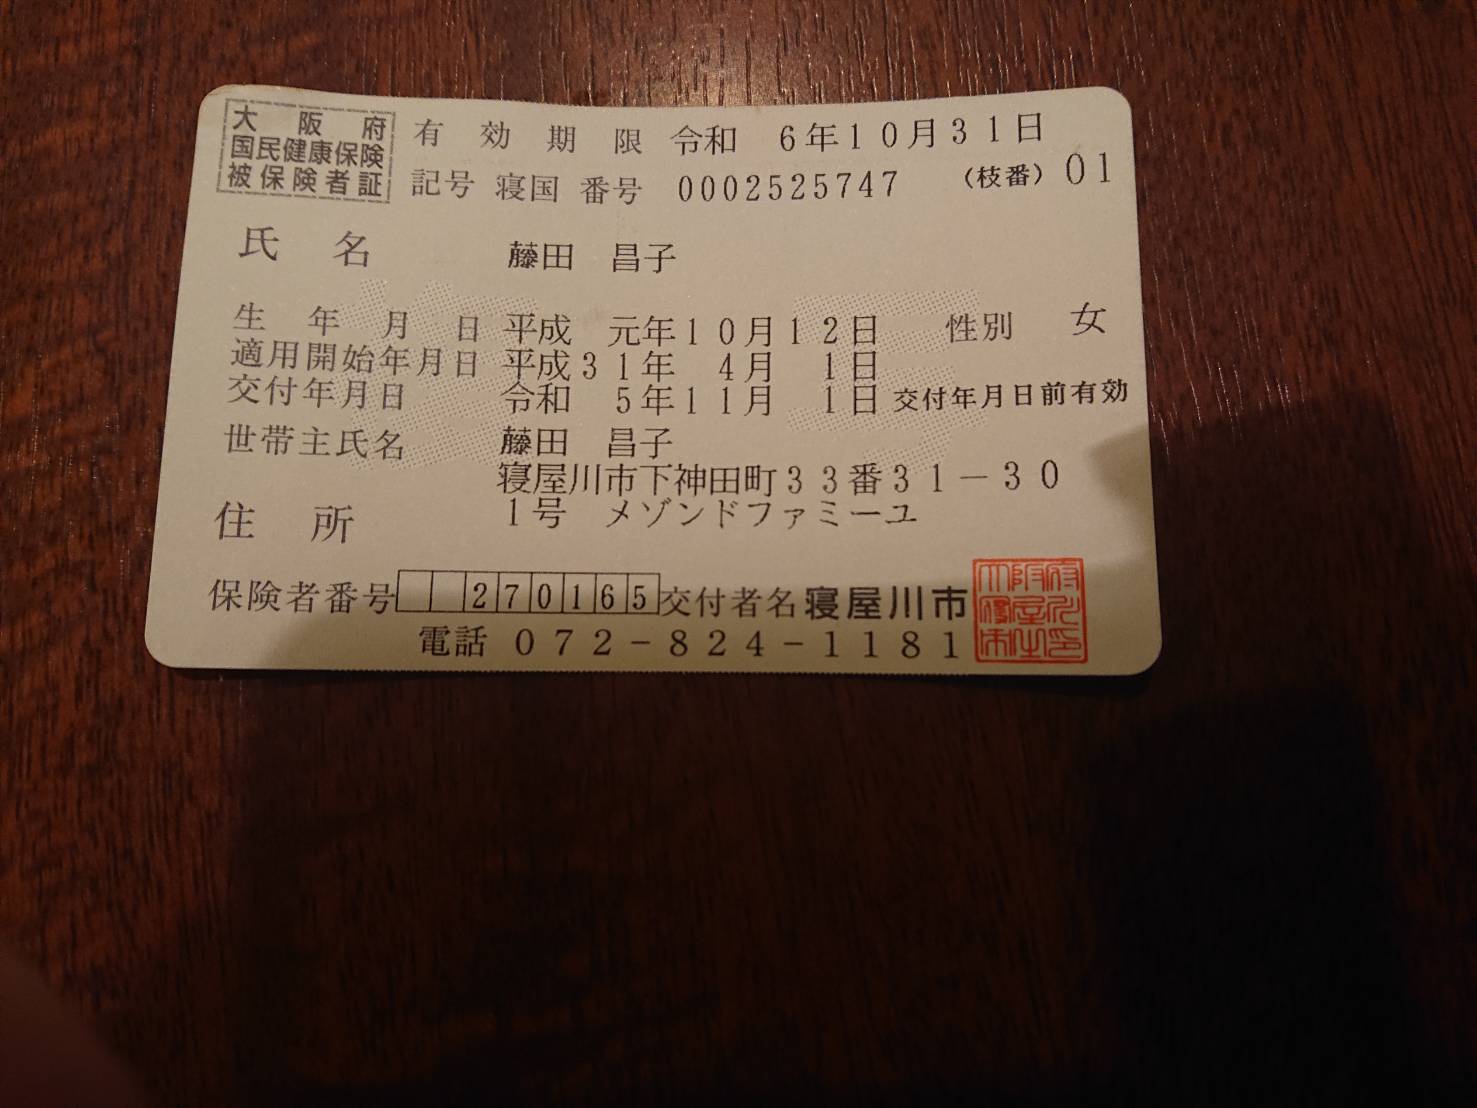 大阪府
国民健康保険
被保険者証
有効期限 令和 6年10月31日
記号 寝国 番号 0002525747 (枝番) 01
氏名 藤田 昌子
生年月日 平成 元年10月12日 性別 女
適用開始年月日 平成31年 4月 1日
交付年月日 令和 5年11月 1日 交付年月日前有効
世帯主氏名 藤田 昌子
住所 寝屋川市下神田町33番31-30
1号 メゾンドファミーユ
保険者番号 270165 交付者名 寝屋川市
電話 072-824-1181